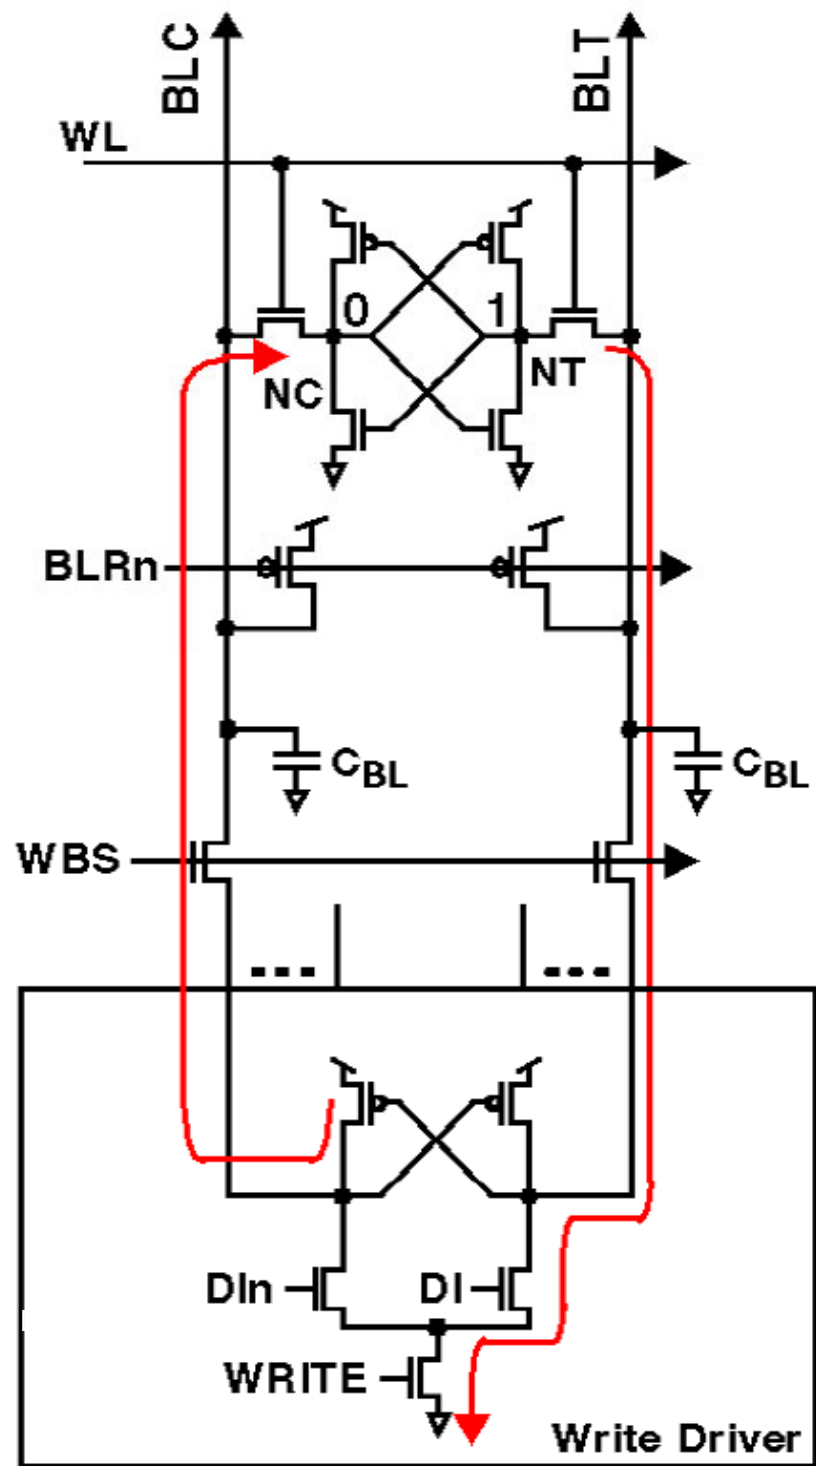 BLC
BLT
WL
0
1
NC
NT
BLRn
CBL
CBL
WBS
DIn
DI
WRITE
Write Driver